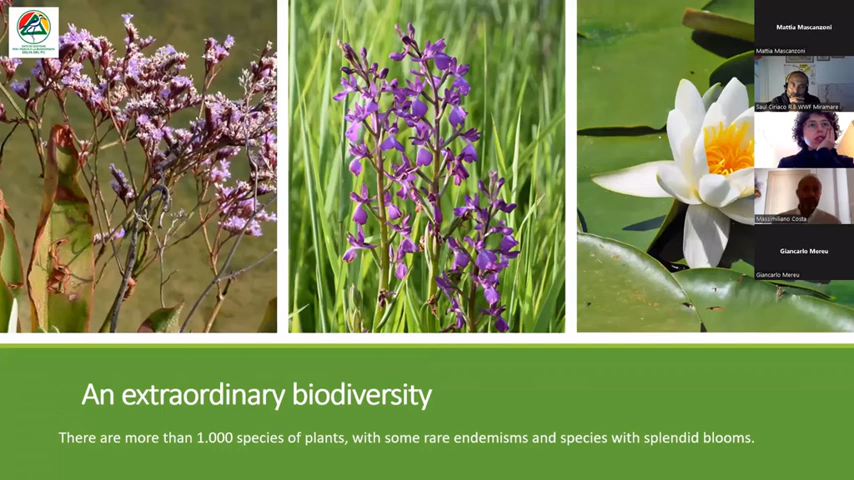 Mattia Mascanzoni
Mattia Mascanzoni
Saul Ciriaco R.B.WWF Miramare
Massimiliano Costa
Giancarlo Mereu
Giancarlo Mereu
An extraordinary biodiversity
There are more than 1.000 species of plants, with some rare endemisms and species with splendid blooms.